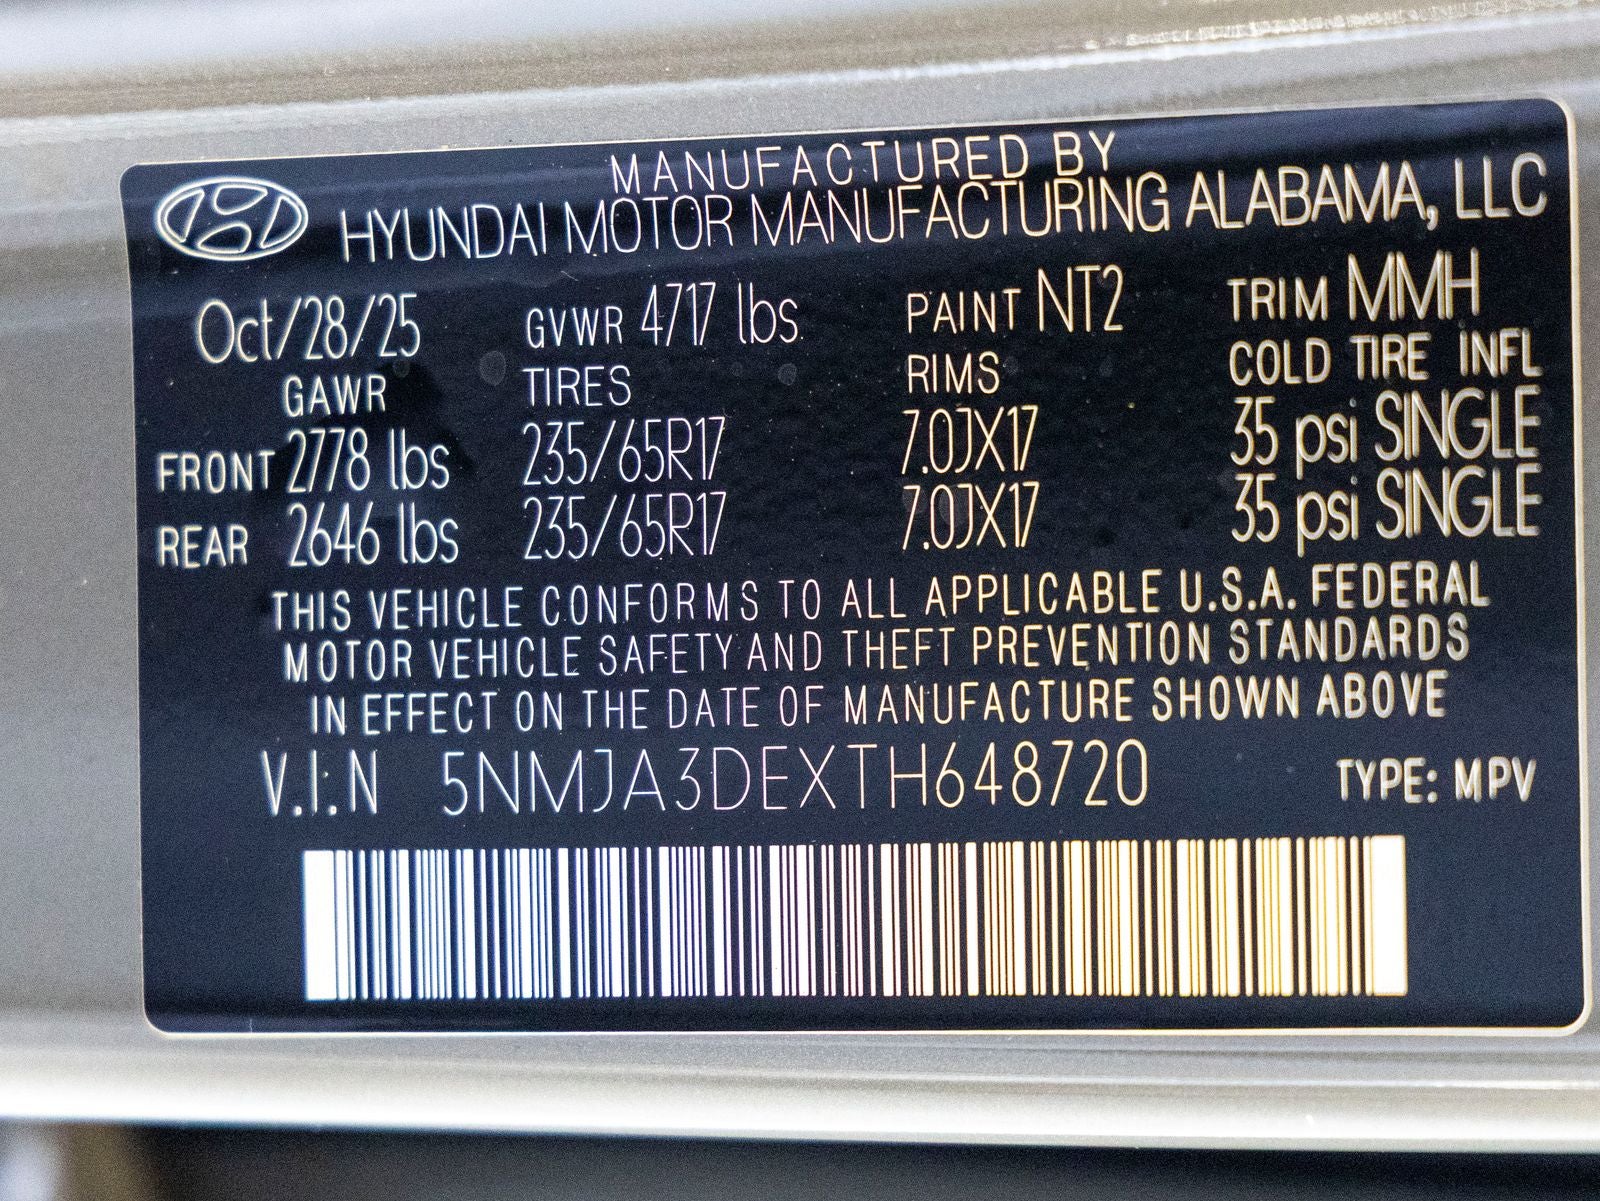 MANUFACTURED BY
HYUNDAI MOTOR MANUFACTURING ALABAMA, LLC
Oct/28/25 GVWR 4717 lbs PAINT NT2 TRIM MMH
GAWR TIRES RIMS COLD TIRE INFL
FRONT 2778 lbs 235/65R17 7.0JX17 35 psi SINGLE
REAR 2646 lbs 235/65R17 7.0JX17 35 psi SINGLE
THIS VEHICLE CONFORMS TO ALL APPLICABLE U.S.A. FEDERAL
MOTOR VEHICLE SAFETY AND THEFT PREVENTION STANDARDS
IN EFFECT ON THE DATE OF MANUFACTURE SHOWN ABOVE
V.I.N 5NMJA3DEXTH648720 TYPE: MPV